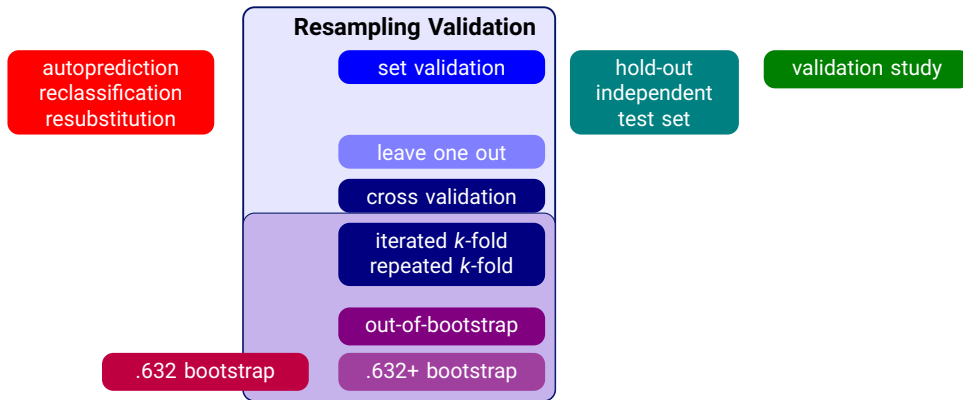 Resampling Validation
autoprediction
reclassification
resubstitution
set validation
hold-out
independent
test set
validation study
leave one out
cross validation
iterated k-fold
repeated k-fold
out-of-bootstrap
.632 bootstrap
.632+ bootstrap